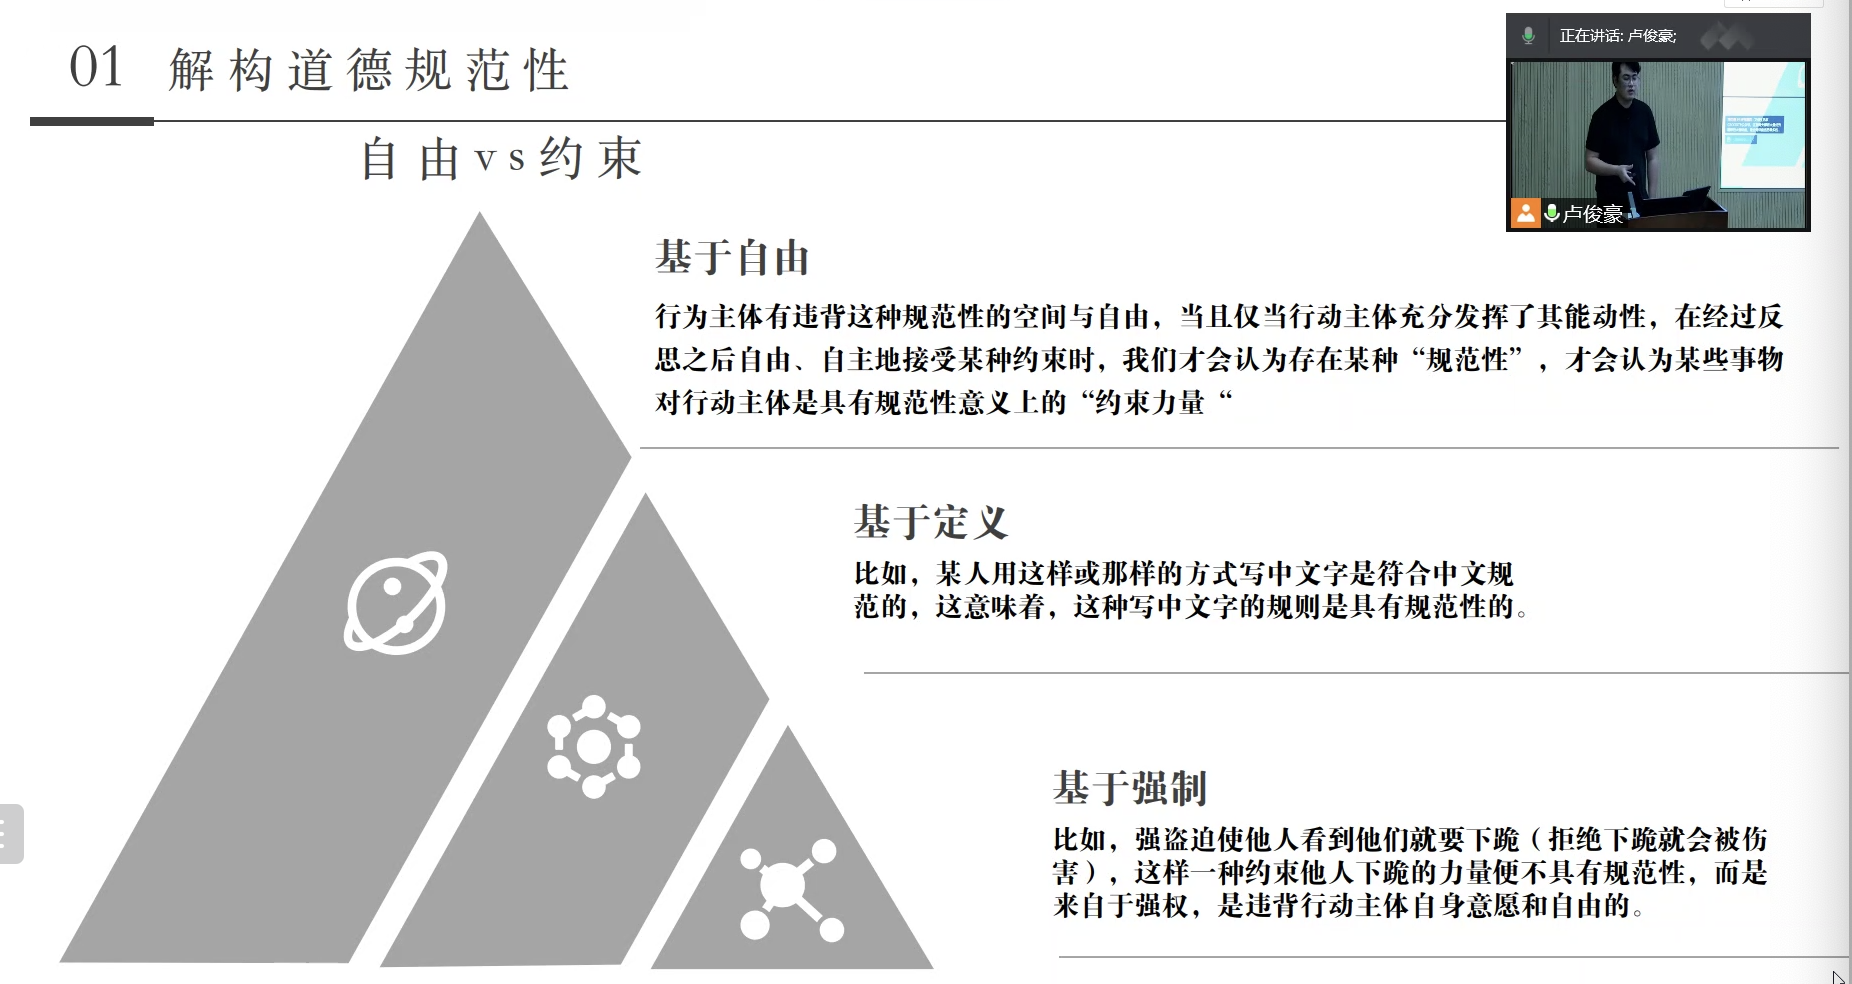 01 解构道德规范性
正在讲话: 卢俊豪;
卢俊豪
自由vs约束
基于自由
行为主体有违背这种规范性的空间与自由，当且仅当行动主体充分发挥了其能动性，在经过反
思之后自由、自主地接受某种约束时，我们才会认为存在某种“规范性”，才会认为某些事物
对行动主体是具有规范性意义上的“约束力量“
基于定义
比如，某人用这样或那样的方式写中文字是符合中文规
范的，这意味着，这种写中文字的规则是具有规范性的。
基于强制
比如，强盗迫使他人看到他们就要下跪（拒绝下跪就会被伤
害），这样一种约束他人下跪的力量便不具有规范性，而是
来自于强权，是违背行动主体自身意愿和自由的。